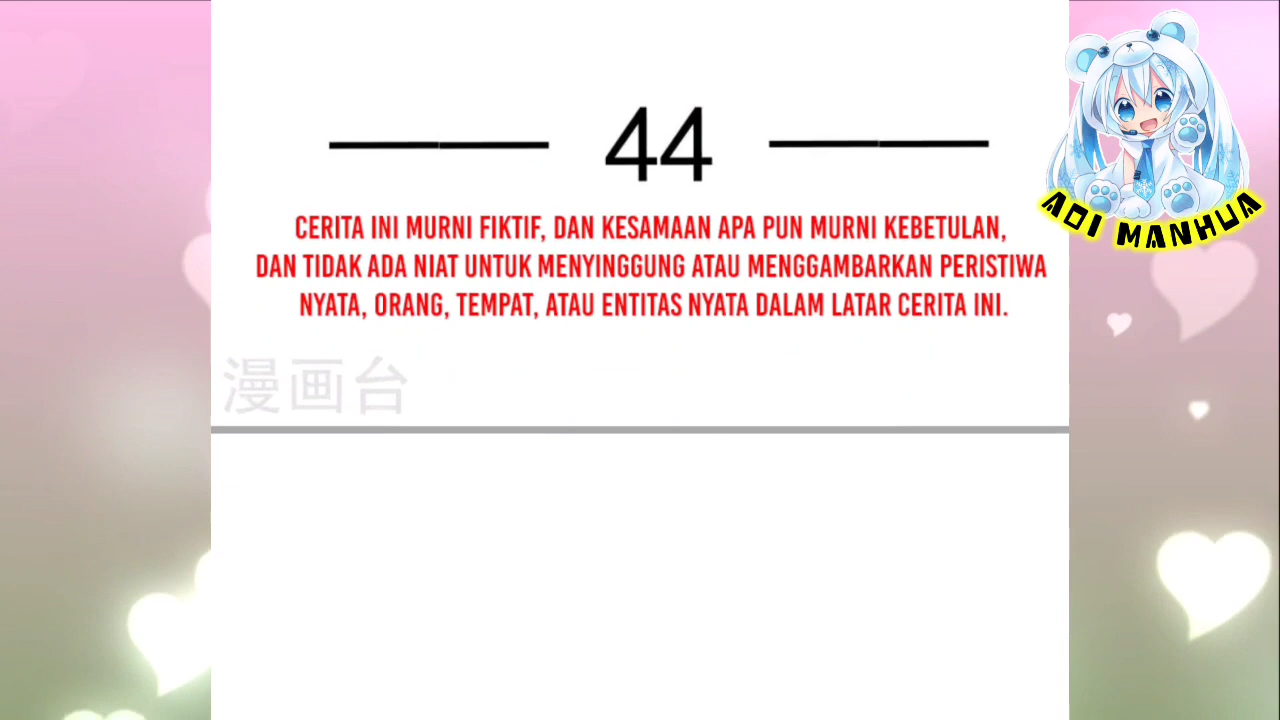 44
CERITA INI MURNI FIKTIF, DAN KESAMAAN APA PUN MURNI KEBETULAN,
DAN TIDAK ADA NIAT UNTUK MENYINGGUNG ATAU MENGGAMBARKAN PERISTIWA
NYATA, ORANG, TEMPAT, ATAU ENTITAS NYATA DALAM LATAR CERITA INI.
漫画台
AOI MANHUA